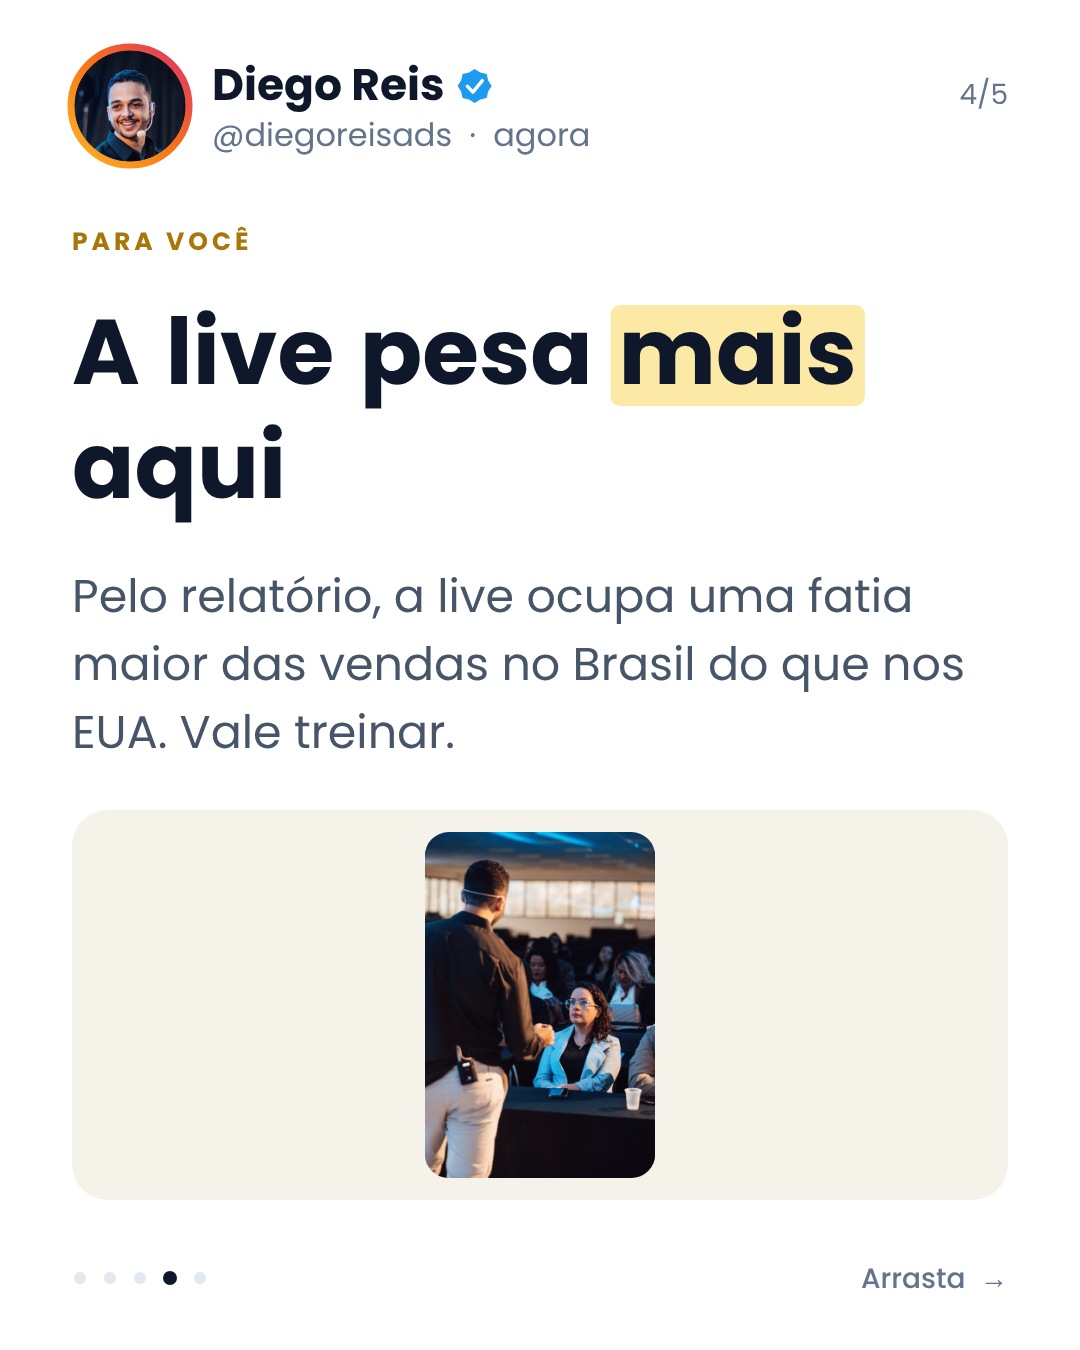 Diego Reis
@diegoreisads · agora
4/5
PARA VOCÊ
A live pesa mais
aqui
Pelo relatório, a live ocupa uma fatia
maior das vendas no Brasil do que nos
EUA. Vale treinar.
Arrasta →